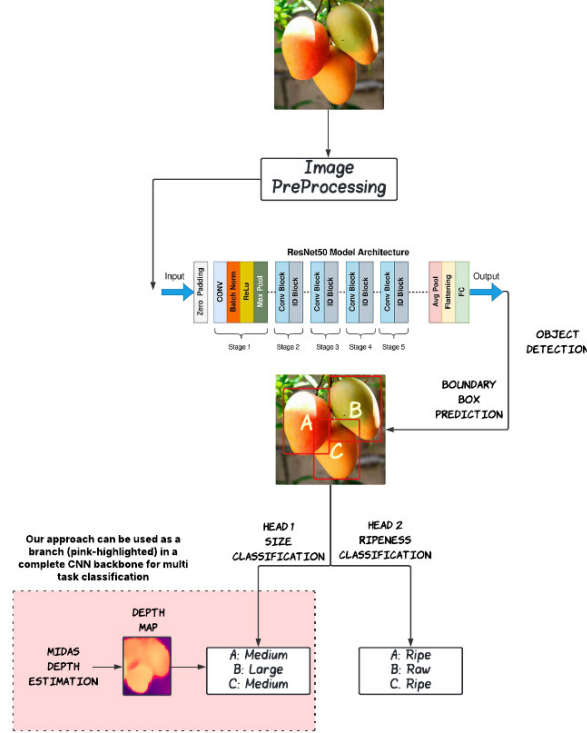 Image
PreProcessing
ResNet50 Model Architecture
Input
Zero Padding
CONV
Batch Norm
ReLu
Max Pool
Conv Block
ID Block
Conv Block
ID Block
Conv Block
ID Block
Conv Block
ID Block
Avg Pool
Flattening
FC
Output
Stage 1
Stage 2
Stage 3
Stage 4
Stage 5
OBJECT
DETECTION
BOUNDARY
BOX
PREDICTION
A
B
C
HEAD 1
SIZE
CLASSIFICATION
HEAD 2
RIPENESS
CLASSIFICATION
Our approach can be used as a
branch (pink-highlighted) in a
complete CNN backbone for multi
task classification
DEPTH
MAP
MIDAS
DEPTH
ESTIMATION
A: Medium
B: Large
C: Medium
A: Ripe
B: Raw
C. Ripe